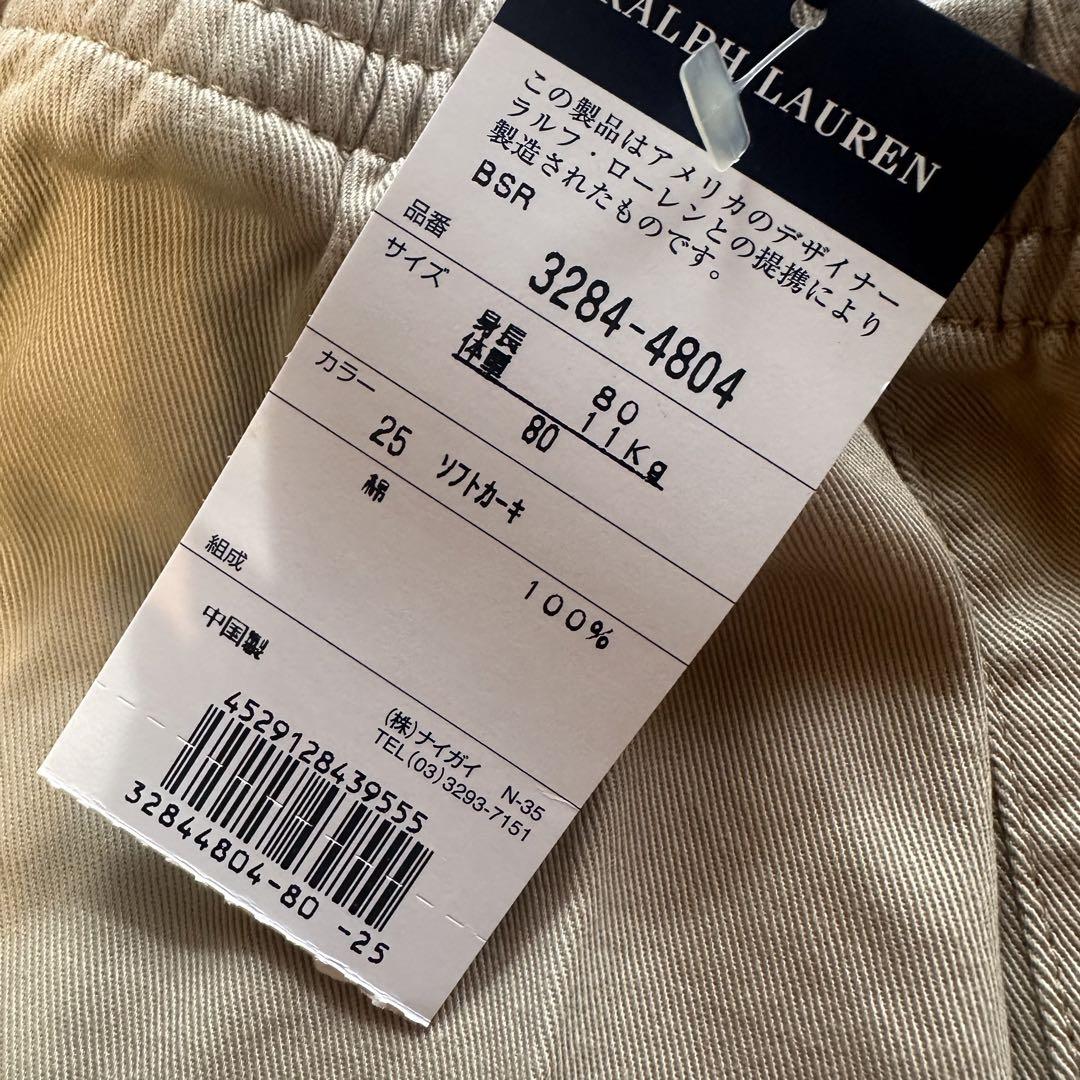 RALPH LAUREN
この製品はアメリカのデザイナー
ラルフ・ローレンとの提携により
製造されたものです。
BSR
品番 3284-4804
サイズ 身長 80
体重 11Kg
80
カラー 25 ソフトカーキ
綿 100%
組成
中国製
(株)ナイガイ N-35
TEL(03)3293-7151
4529128439555
32844804-80 -25